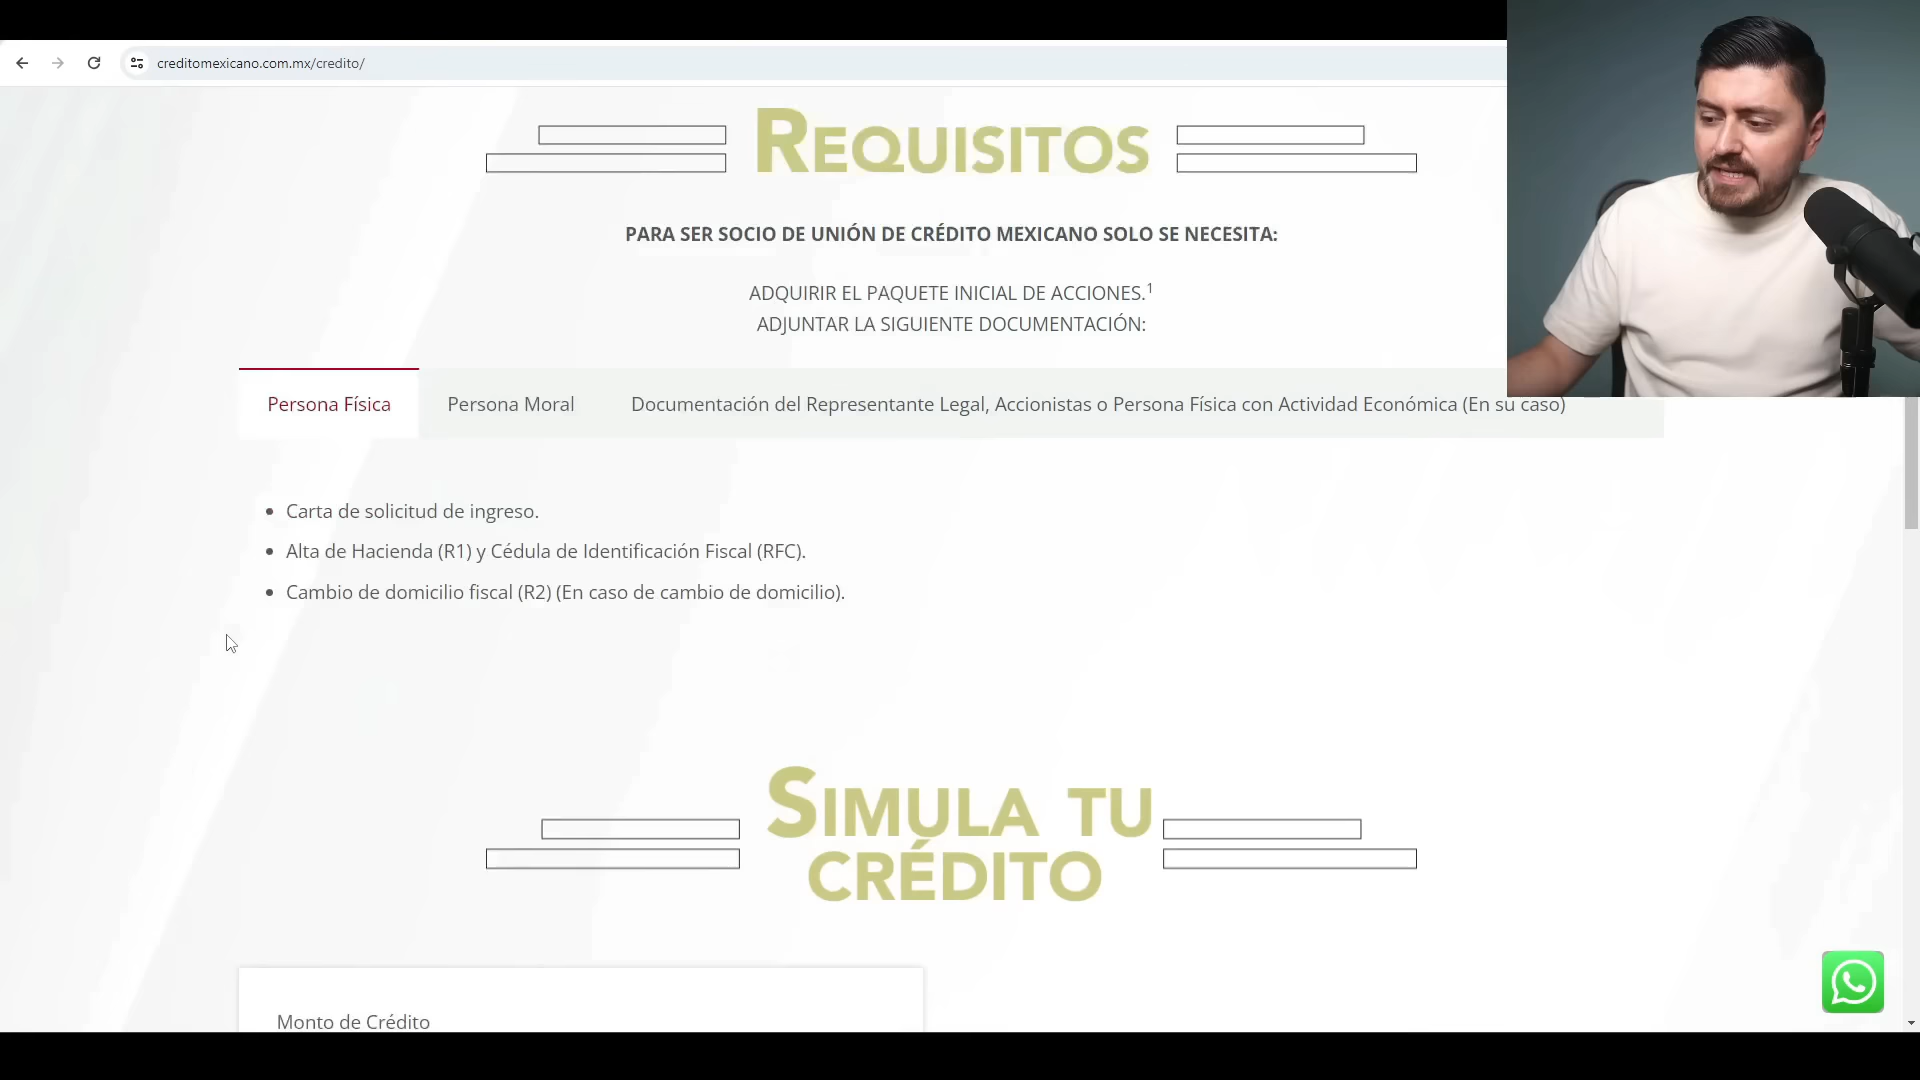 creditomexicano.com.mx/credito/
REQUISITOS
PARA SER SOCIO DE UNIÓN DE CRÉDITO MEXICANO SOLO SE NECESITA:
ADQUIRIR EL PAQUETE INICIAL DE ACCIONES.¹
ADJUNTAR LA SIGUIENTE DOCUMENTACIÓN:
Persona Física
Persona Moral
Documentación del Representante Legal, Accionistas o Persona Física con Actividad Económica (En su caso)
Carta de solicitud de ingreso.
Alta de Hacienda (R1) y Cédula de Identificación Fiscal (RFC).
Cambio de domicilio fiscal (R2) (En caso de cambio de domicilio).
SIMULA TU
CRÉDITO
Monto de Crédito